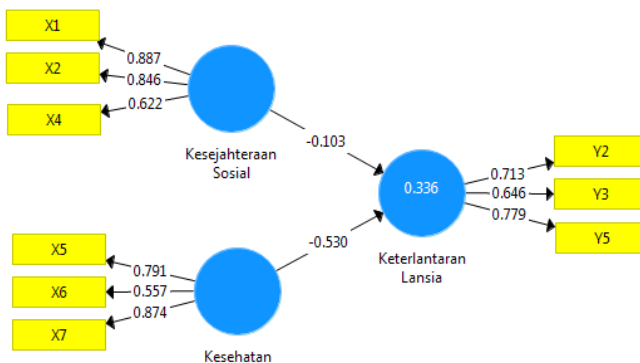 X1
X2
X4
0.887
0.846
0.622
Kesejahteraan
Sosial
-0.103
X5
X6
X7
0.791
0.557
0.874
Kesehatan
-0.530
0.336
Keterlantaran
Lansia
0.713
0.646
0.779
Y2
Y3
Y5